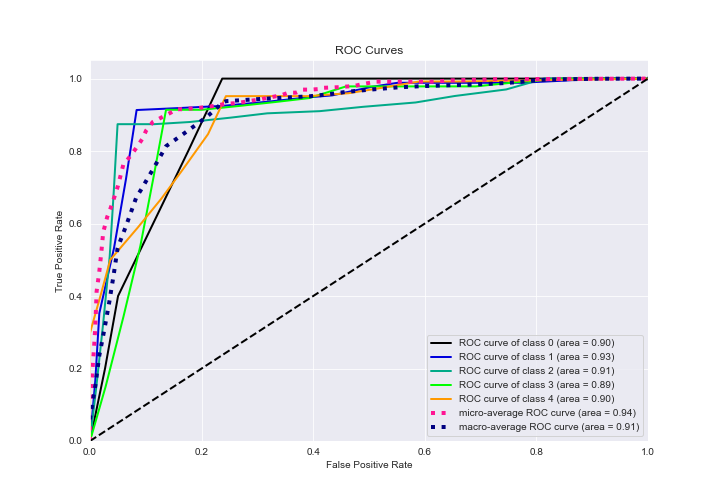 ROC Curves
1.0
0.8
0.6
0.4
0.2
0.0
True Positive Rate
0.0 0.2 0.4 0.6 0.8 1.0
False Positive Rate
ROC curve of class 0 (area = 0.90)
ROC curve of class 1 (area = 0.93)
ROC curve of class 2 (area = 0.91)
ROC curve of class 3 (area = 0.89)
ROC curve of class 4 (area = 0.90)
micro-average ROC curve (area = 0.94)
macro-average ROC curve (area = 0.91)